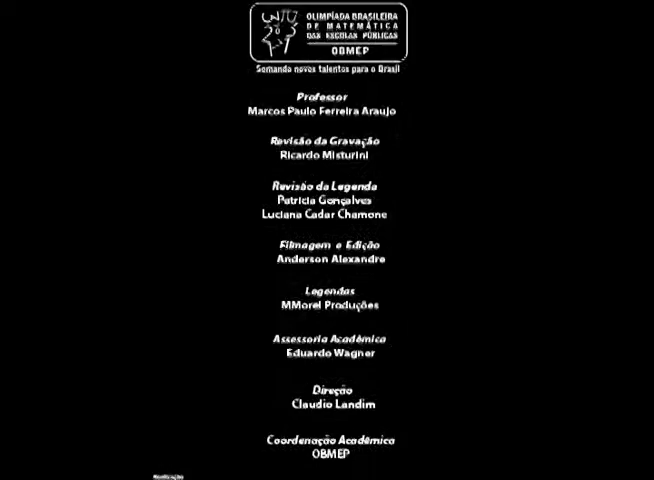 OLIMPÍADA BRASILEIRA
DE MATEMÁTICA
DAS ESCOLAS PÚBLICAS
OBMEP
Somando novos talentos para o Brasil
Professor
Marcos Paulo Ferreira Araujo
Revisão da Gravação
Ricardo Misturini
Revisão da Legenda
Patricia Gonçalves
Luciana Cadar Chamone
Filmagem e Edição
Anderson Alexandre
Legendas
MMorel Produções
Assessoria Acadêmica
Eduardo Wagner
Direção
Claudio Landim
Coordenação Acadêmica
OBMEP
Realização